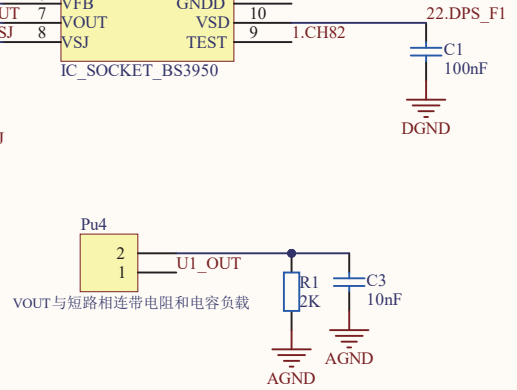 VFB
GNDD
UT 7
VOUT
10
VSD
22.DPS_F1
SJ 8
VSJ
9
TEST
1.CH82
IC_SOCKET_BS3950
C1
100nF
DGND
J
Pu4
2
1
U1_OUT
VOUT与短路相连带电阻和电容负载
R1
2K
C3
10nF
AGND
AGND